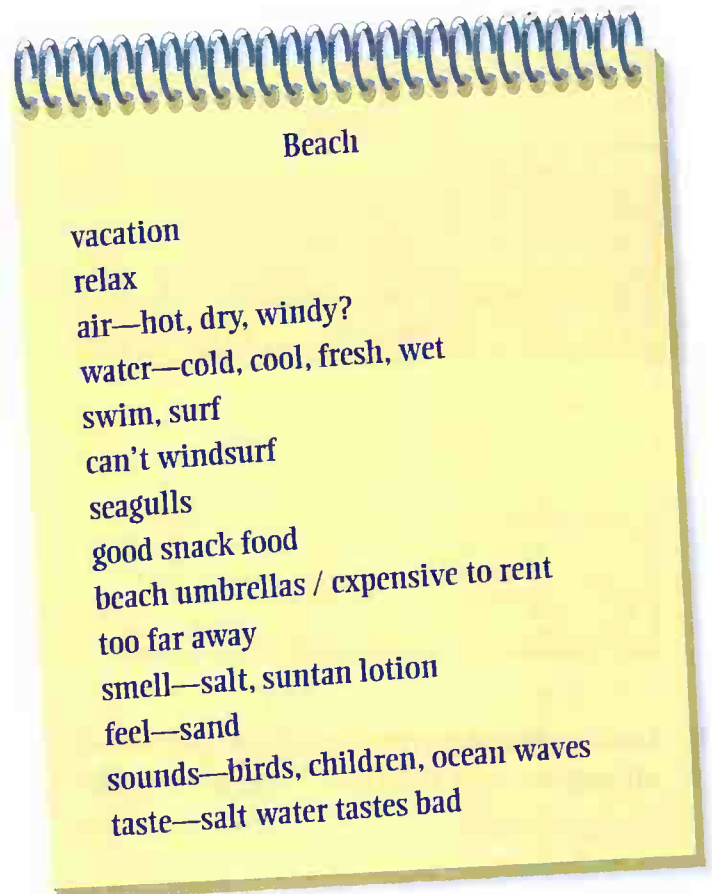 Beach
vacation
relax
air—hot, dry, windy?
water—cold, cool, fresh, wet
swim, surf
can't windsurf
seagulls
good snack food
beach umbrellas / expensive to rent
too far away
smell—salt, suntan lotion
feel—sand
sounds—birds, children, ocean waves
taste—salt water tastes bad